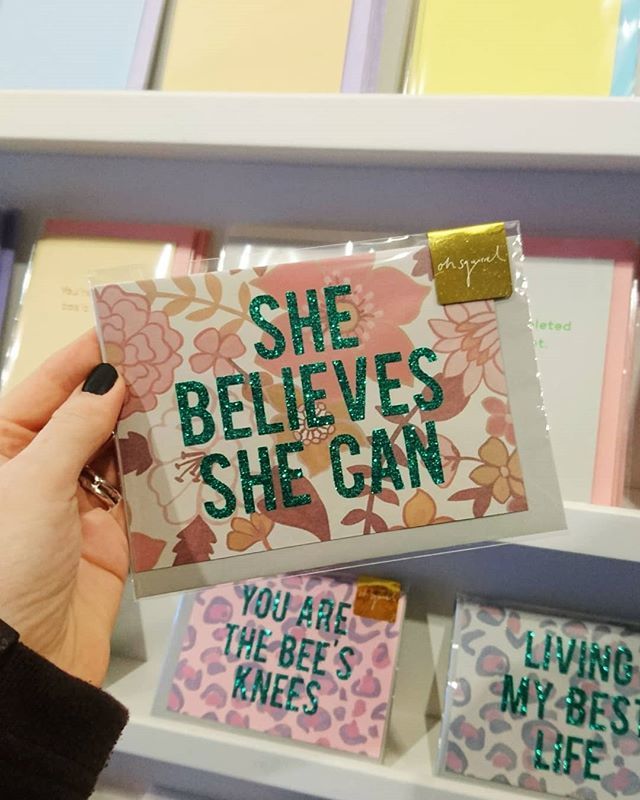 oh squirrel
SHE
BELIEVES
SHE CAN
YOU ARE
THE BEE'S
KNEES
LIVING
MY BEST
LIFE